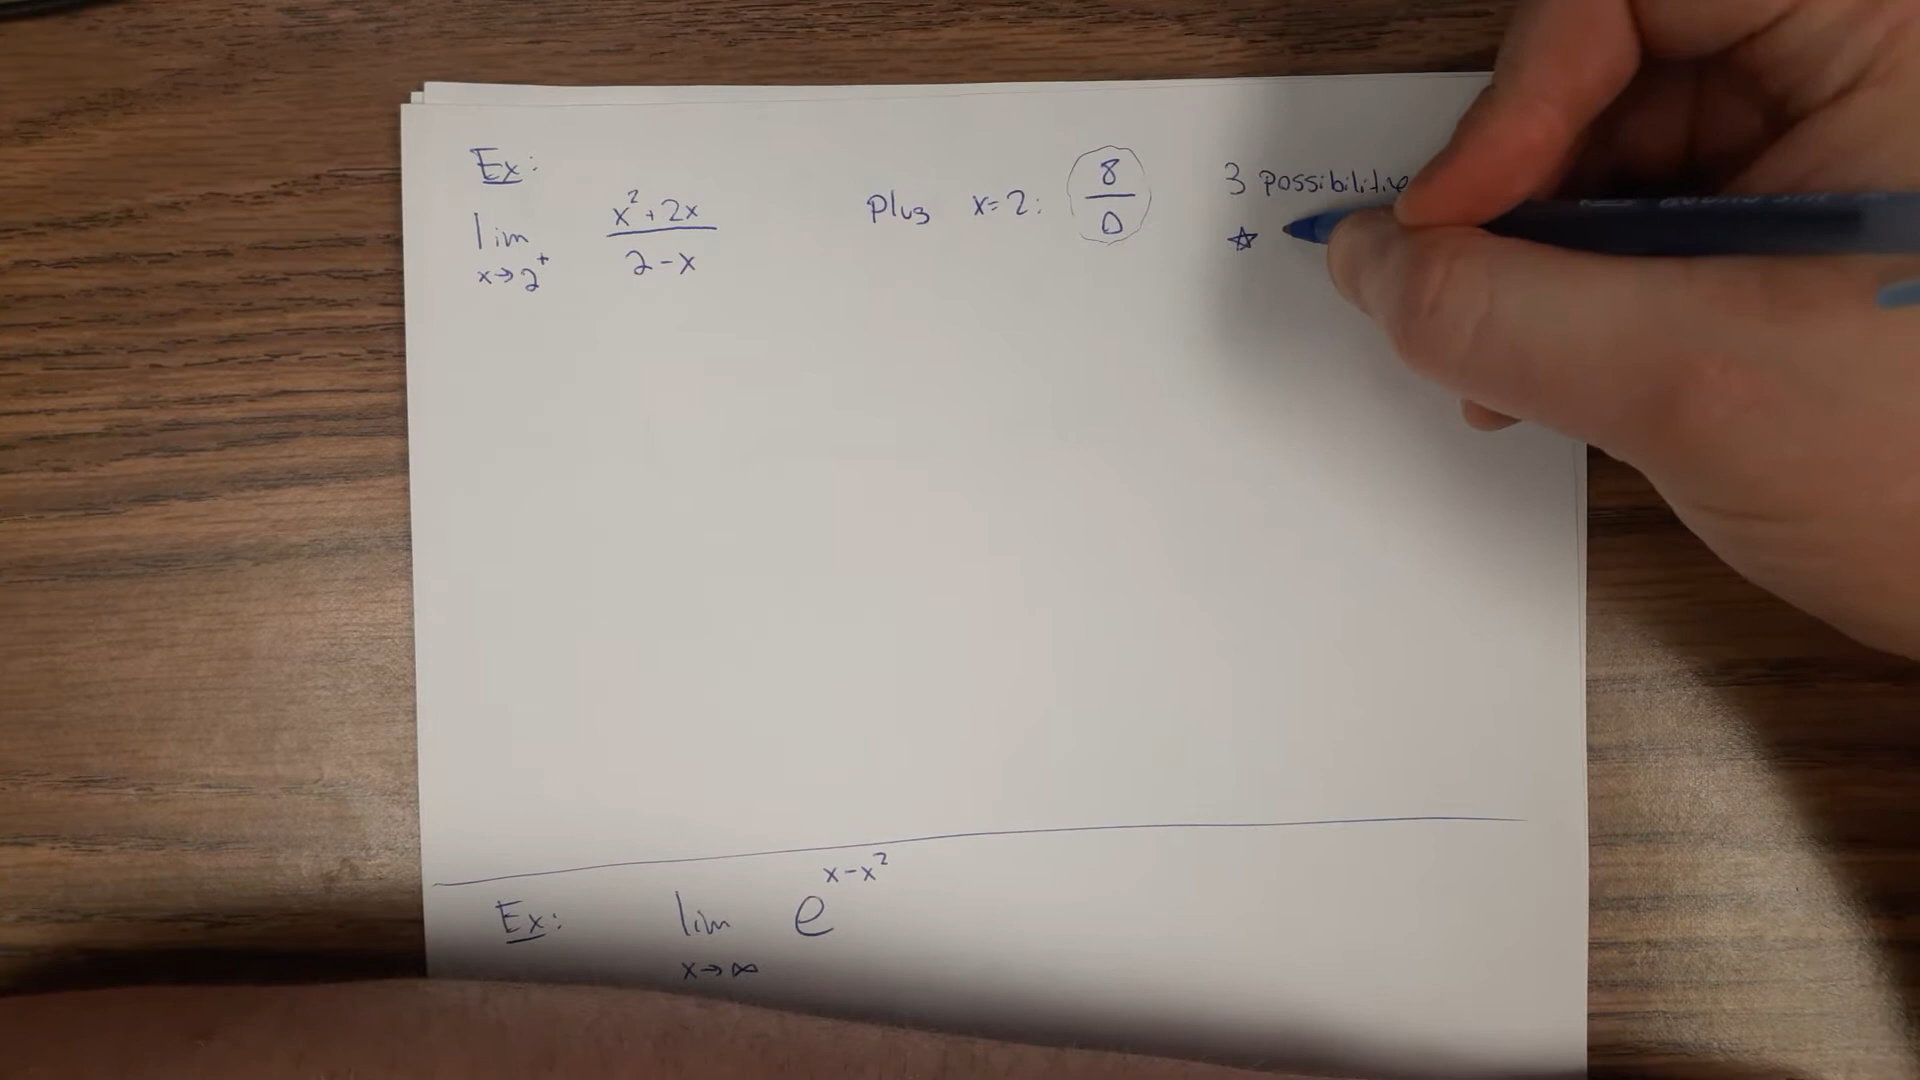 Ex:
lim x→2⁺ (x²+2x)/(2-x)
Plug x=2: 8/0
3 possibilitie
☆
Ex: lim x→∞ e^(x-x²)